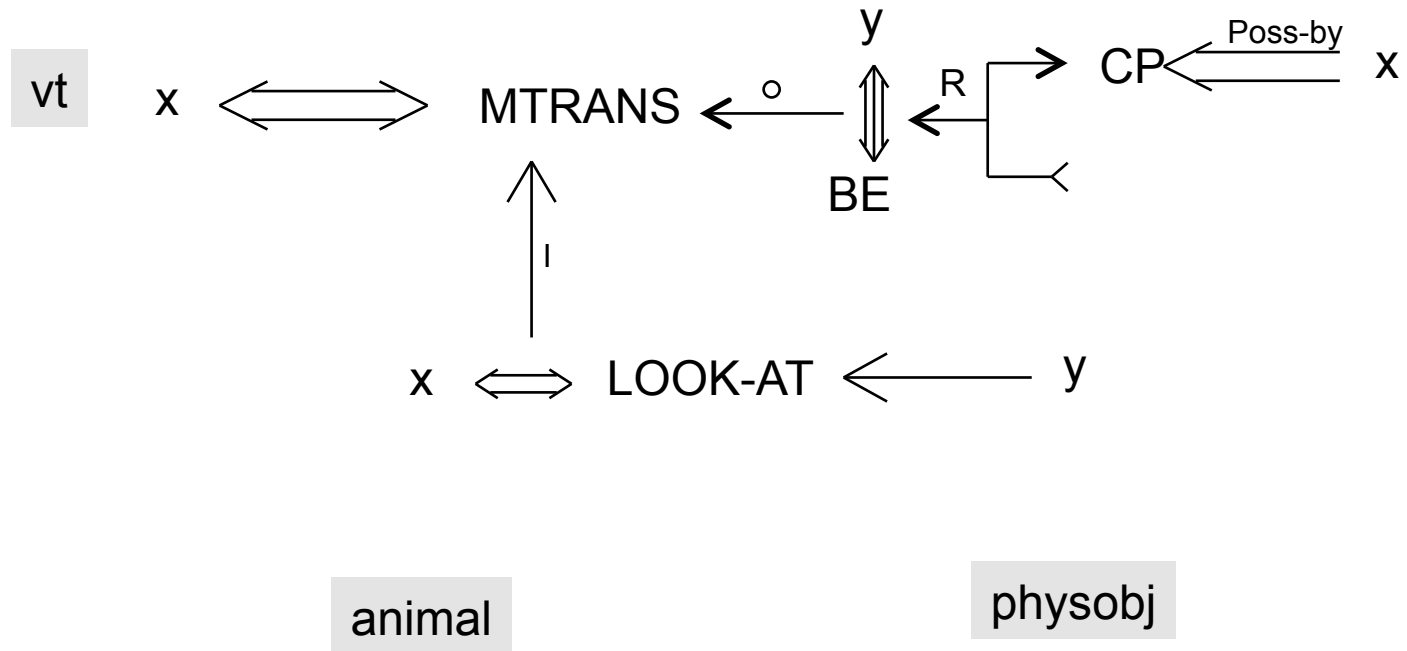 y
Poss-by
vt
x
MTRANS
o
R
CP
x
BE
I
x
LOOK-AT
y
animal
physobj